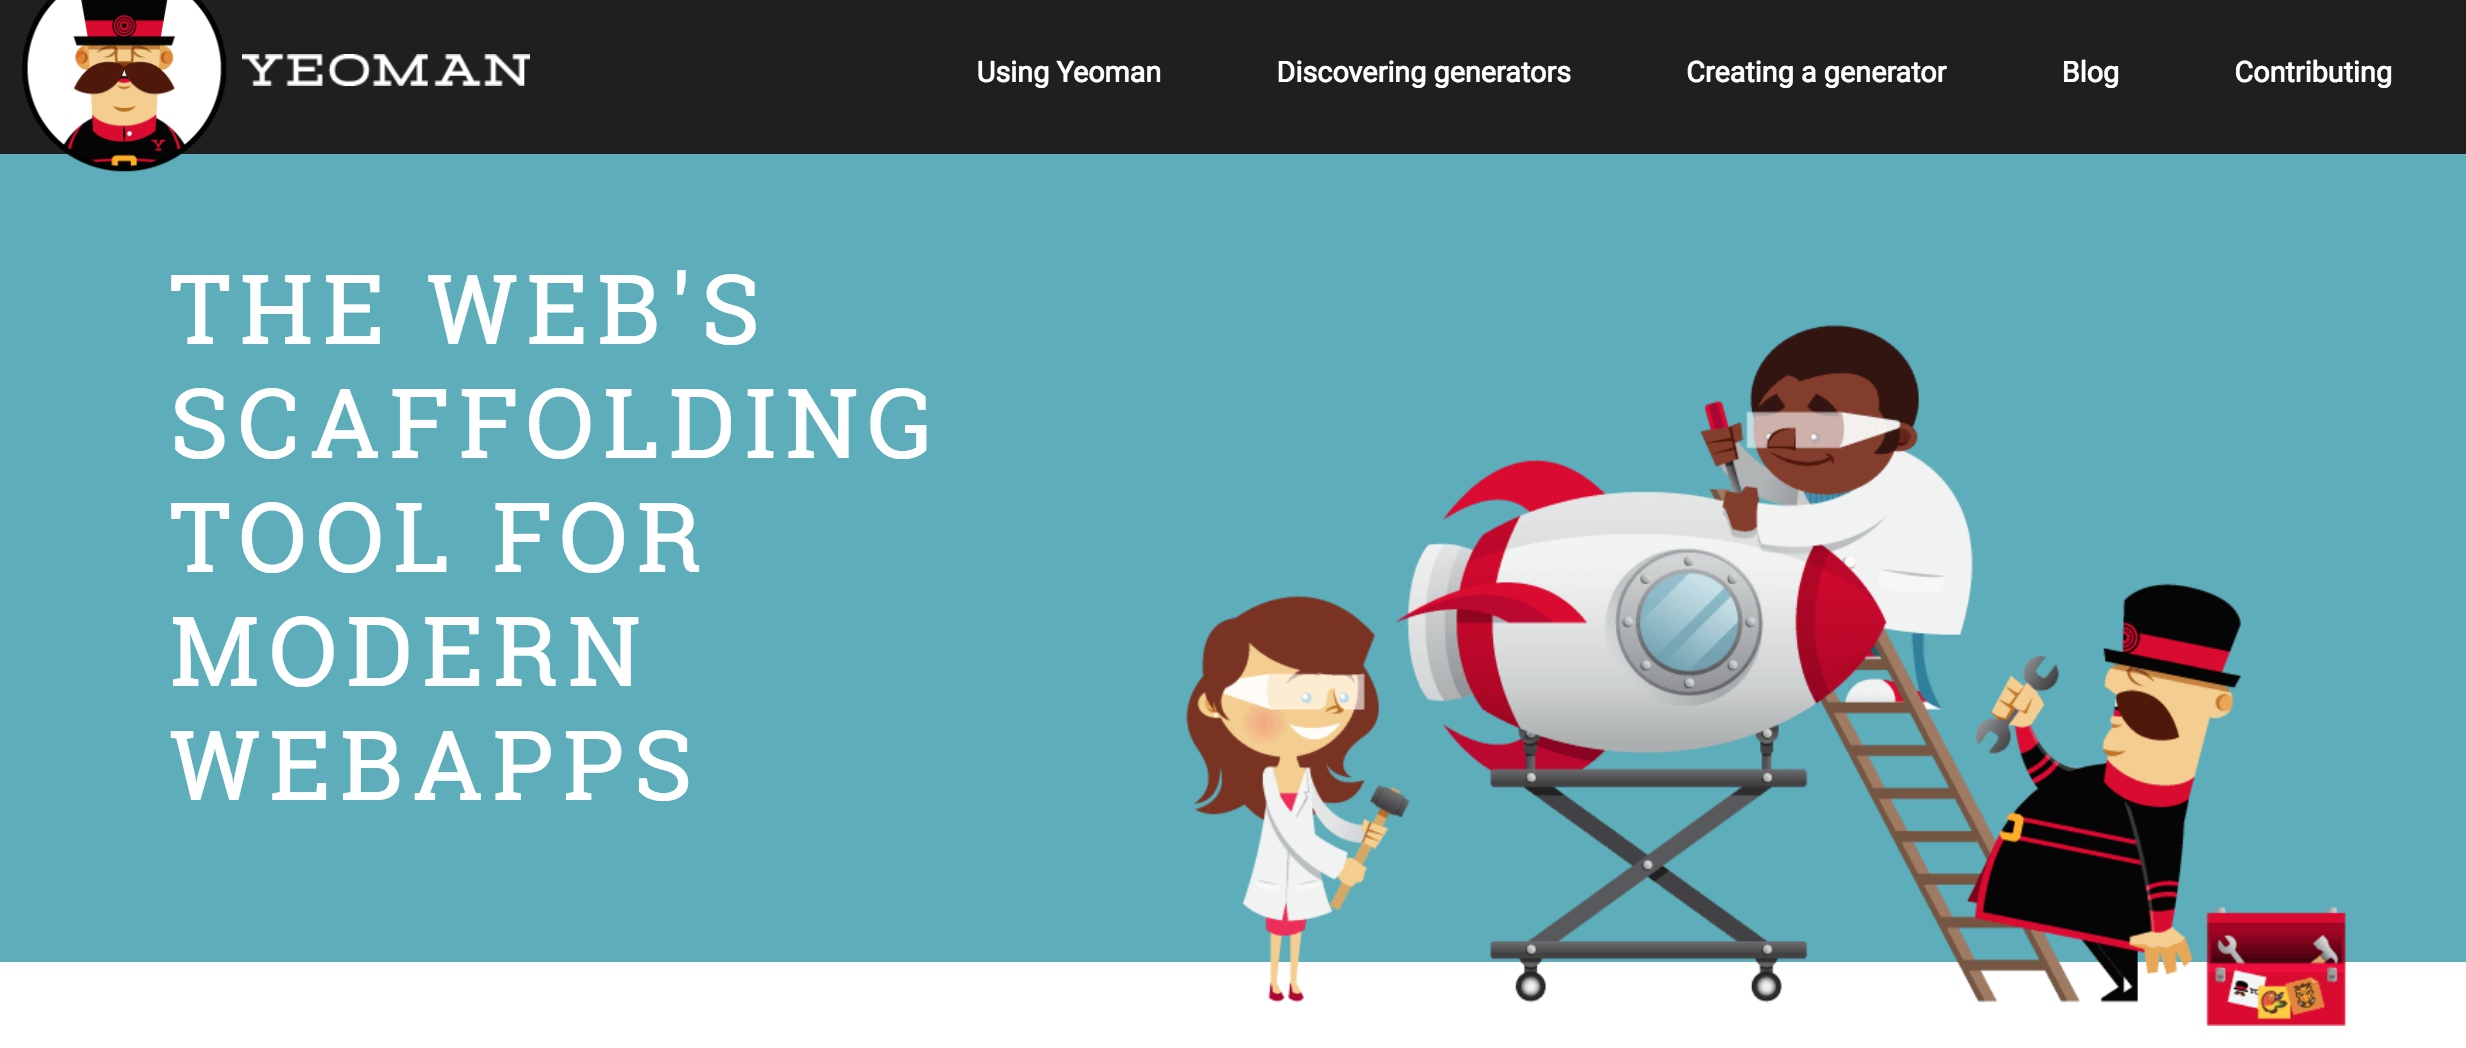 YEOMAN
Using Yeoman
Discovering generators
Creating a generator
Blog
Contributing
THE WEB'S
SCAFFOLDING
TOOL FOR
MODERN
WEBAPPS
Y